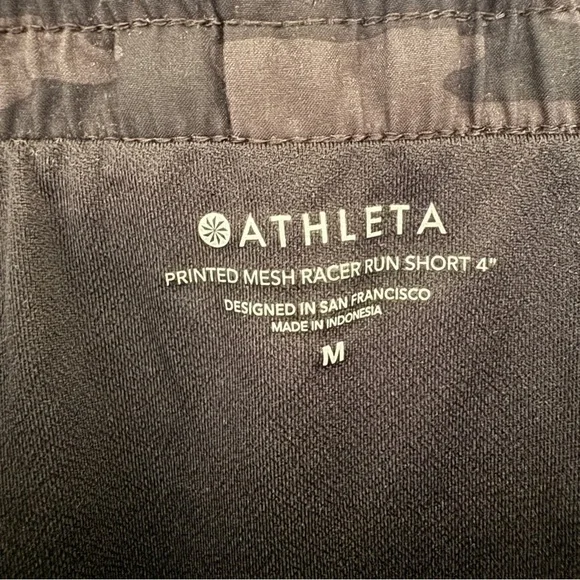 ATHLETA
PRINTED MESH RACER RUN SHORT 4"
DESIGNED IN SAN FRANCISCO
MADE IN INDONESIA
M